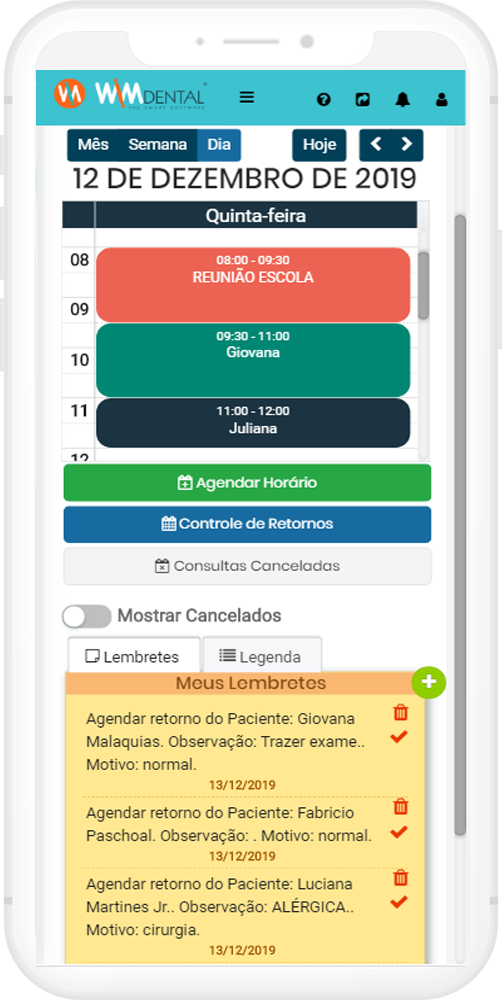 WIMDENTAL
THE SMART SOFTWARE
Mês Semana Dia Hoje
12 DE DEZEMBRO DE 2019
Quinta-feira
08
08:00 - 09:30
REUNIÃO ESCOLA
09
09:30 - 11:00
Giovana
10
11
11:00 - 12:00
Juliana
12
Agendar Horário
Controle de Retornos
Consultas Canceladas
Mostrar Cancelados
Lembretes Legenda
Meus Lembretes
Agendar retorno do Paciente: Giovana
Malaquias. Observação: Trazer exame..
Motivo: normal.
13/12/2019
Agendar retorno do Paciente: Fabricio
Paschoal. Observação: . Motivo: normal.
13/12/2019
Agendar retorno do Paciente: Luciana
Martines Jr.. Observação: ALÉRGICA..
Motivo: cirurgia.
13/12/2019